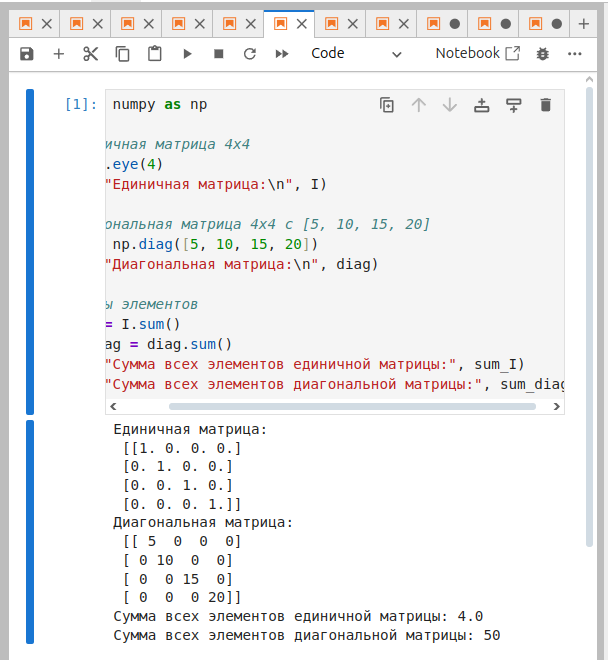 Code
Notebook
[1]: numpy as np
ичная матрица 4x4
.eye(4)
"Единичная матрица:\n", I)
ональная матрица 4x4 с [5, 10, 15, 20]
np.diag([5, 10, 15, 20])
"Диагональная матрица:\n", diag)
ы элементов
= I.sum()
ag = diag.sum()
"Сумма всех элементов единичной матрицы:", sum_I)
"Сумма всех элементов диагональной матрицы:", sum_diag
Единичная матрица:
[[1. 0. 0. 0.]
[0. 1. 0. 0.]
[0. 0. 1. 0.]
[0. 0. 0. 1.]]
Диагональная матрица:
[[ 5  0  0  0]
[ 0 10  0  0]
[ 0  0 15  0]
[ 0  0  0 20]]
Сумма всех элементов единичной матрицы: 4.0
Сумма всех элементов диагональной матрицы: 50